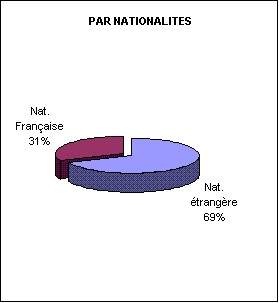 PAR NATIONALITES
Nat.
Française
31%
Nat.
étrangère
69%